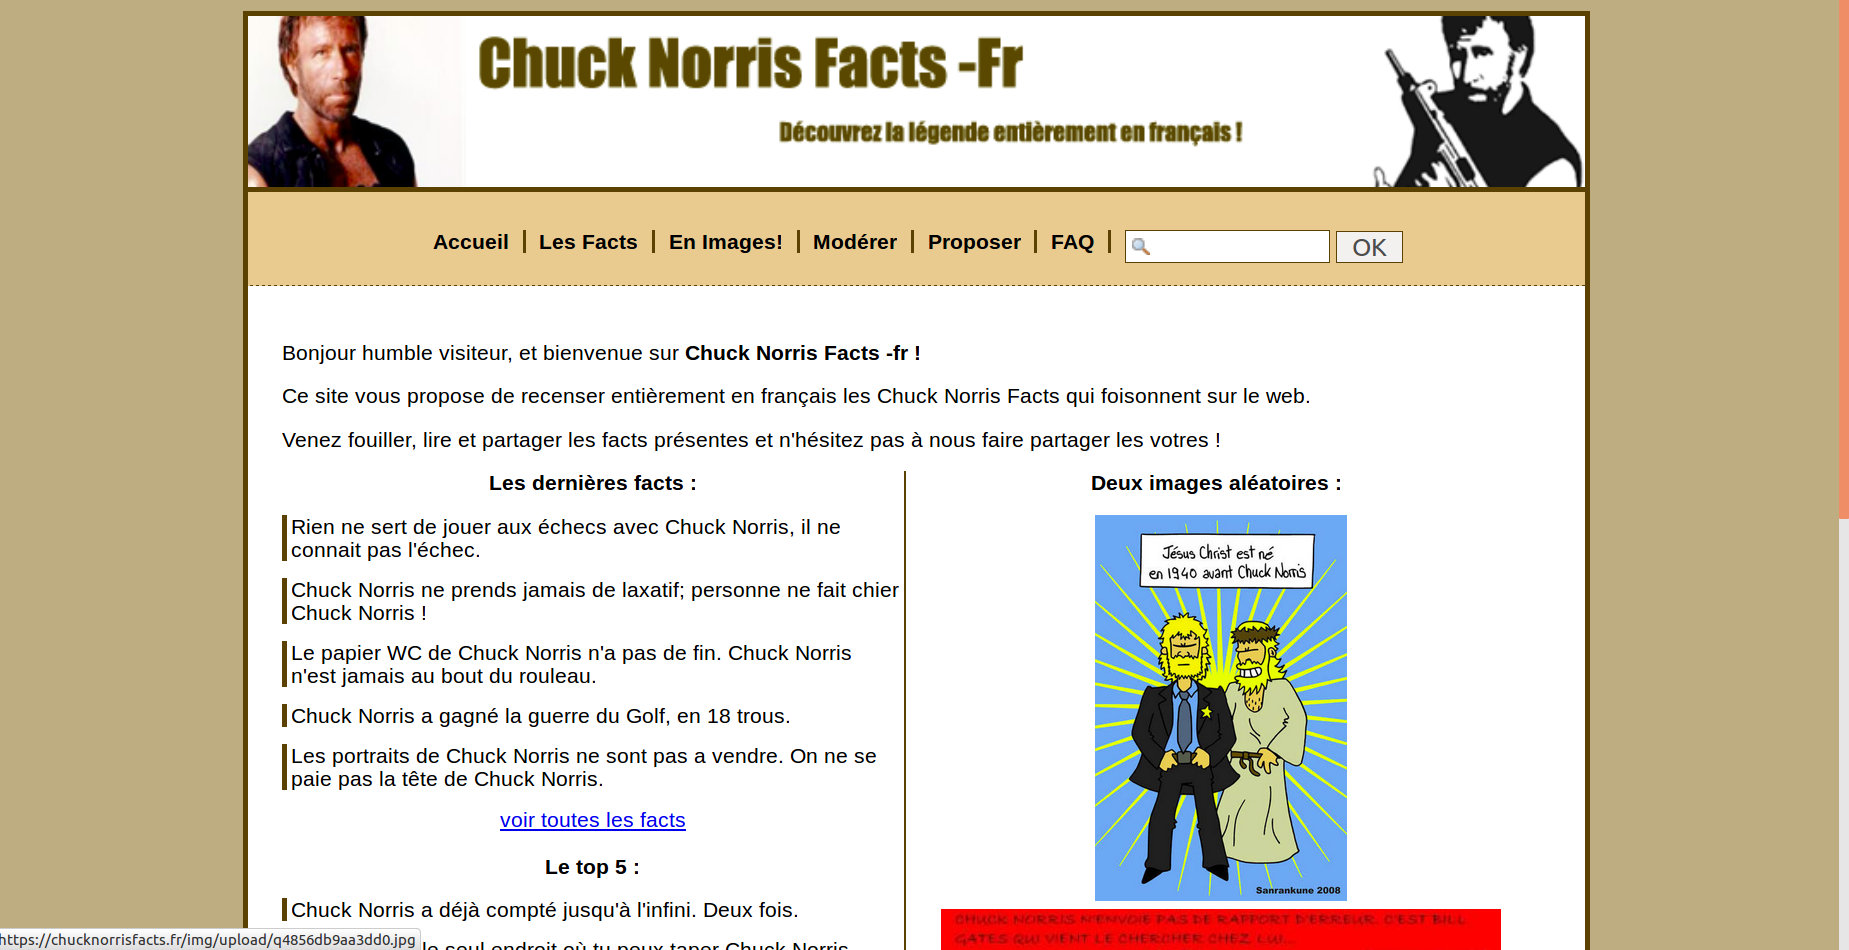 Chuck Norris Facts -Fr
Découvrez la légende entièrement en français !
Accueil
Les Facts
En Images!
Modérer
Proposer
FAQ
OK
Bonjour humble visiteur, et bienvenue sur Chuck Norris Facts -fr !
Ce site vous propose de recenser entièrement en français les Chuck Norris Facts qui foisonnent sur le web.
Venez fouiller, lire et partager les facts présentes et n'hésitez pas à nous faire partager les votres !
Les dernières facts :
Rien ne sert de jouer aux échecs avec Chuck Norris, il ne
connait pas l'échec.
Chuck Norris ne prends jamais de laxatif; personne ne fait chier
Chuck Norris !
Le papier WC de Chuck Norris n'a pas de fin. Chuck Norris
n'est jamais au bout du rouleau.
Chuck Norris a gagné la guerre du Golf, en 18 trous.
Les portraits de Chuck Norris ne sont pas a vendre. On ne se
paie pas la tête de Chuck Norris.
voir toutes les facts
Le top 5 :
Chuck Norris a déjà compté jusqu'à l'infini. Deux fois.
le seul endroit où tu peux taper Chuck Norris
https://chucknorrisfacts.fr/img/upload/q4856db9aa3dd0.jpg
Deux images aléatoires :
Jésus Christ est né
en 1940 avant Chuck Norris
Sanrankune 2008
CHUCK NORRIS N'ENVOIE PAS DE RAPPORT D'ERREUR. C'EST BILL
GATES QUI VIENT LE CHERCHER CHEZ LUI...